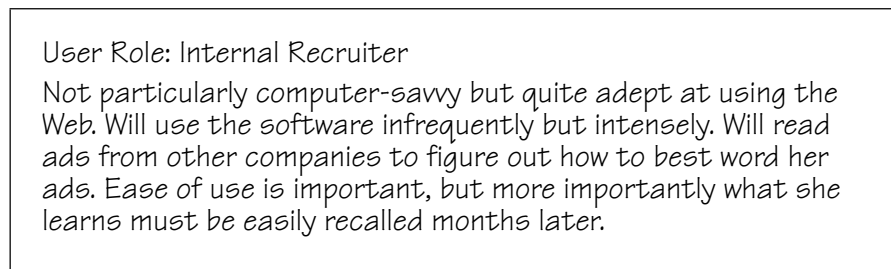 User Role: Internal Recruiter
Not particularly computer-savvy but quite adept at using the
Web. Will use the software infrequently but intensely. Will read
ads from other companies to figure out how to best word her
ads. Ease of use is important, but more importantly what she
learns must be easily recalled months later.